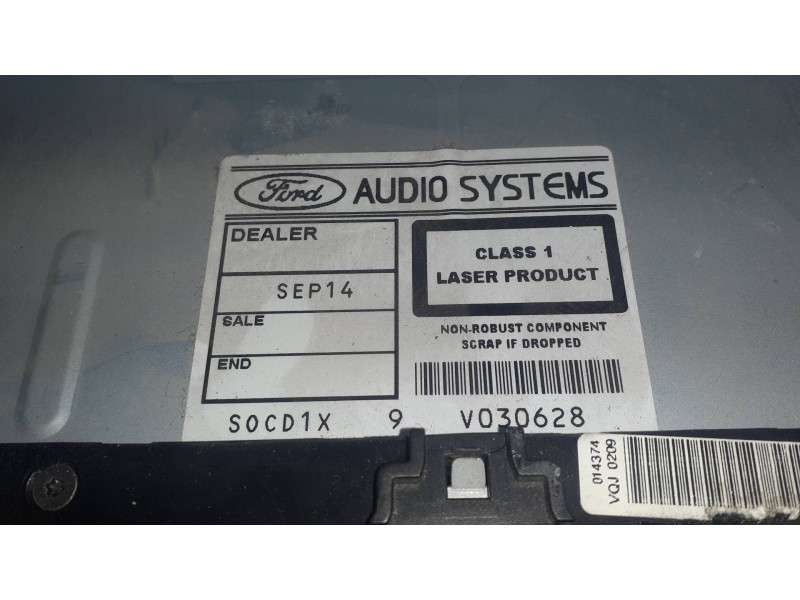 Ford AUDIO SYSTEMS
DEALER
SEP14
SALE
END
CLASS 1
LASER PRODUCT
NON-ROBUST COMPONENT
SCRAP IF DROPPED
SOCD1X 9 V030628
014374
VQJ 0209